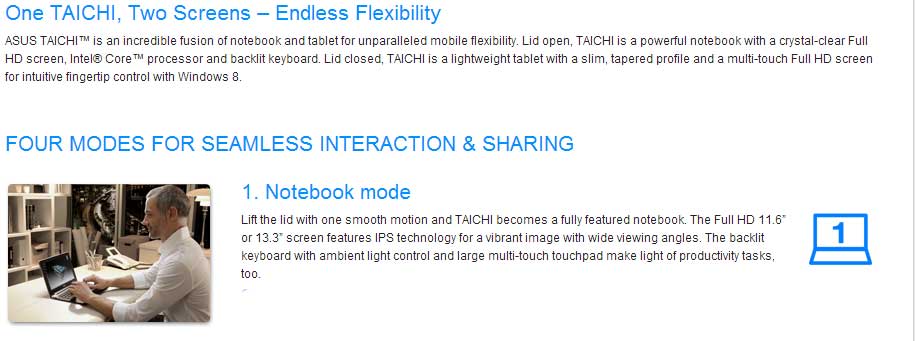 One TAICHI, Two Screens – Endless Flexibility
ASUS TAICHI™ is an incredible fusion of notebook and tablet for unparalleled mobile flexibility. Lid open, TAICHI is a powerful notebook with a crystal-clear Full
HD screen, Intel® Core™ processor and backlit keyboard. Lid closed, TAICHI is a lightweight tablet with a slim, tapered profile and a multi-touch Full HD screen
for intuitive fingertip control with Windows 8.
FOUR MODES FOR SEAMLESS INTERACTION & SHARING
1. Notebook mode
Lift the lid with one smooth motion and TAICHI becomes a fully featured notebook. The Full HD 11.6”
or 13.3” screen features IPS technology for a vibrant image with wide viewing angles. The backlit
keyboard with ambient light control and large multi-touch touchpad make light of productivity tasks,
too.
1